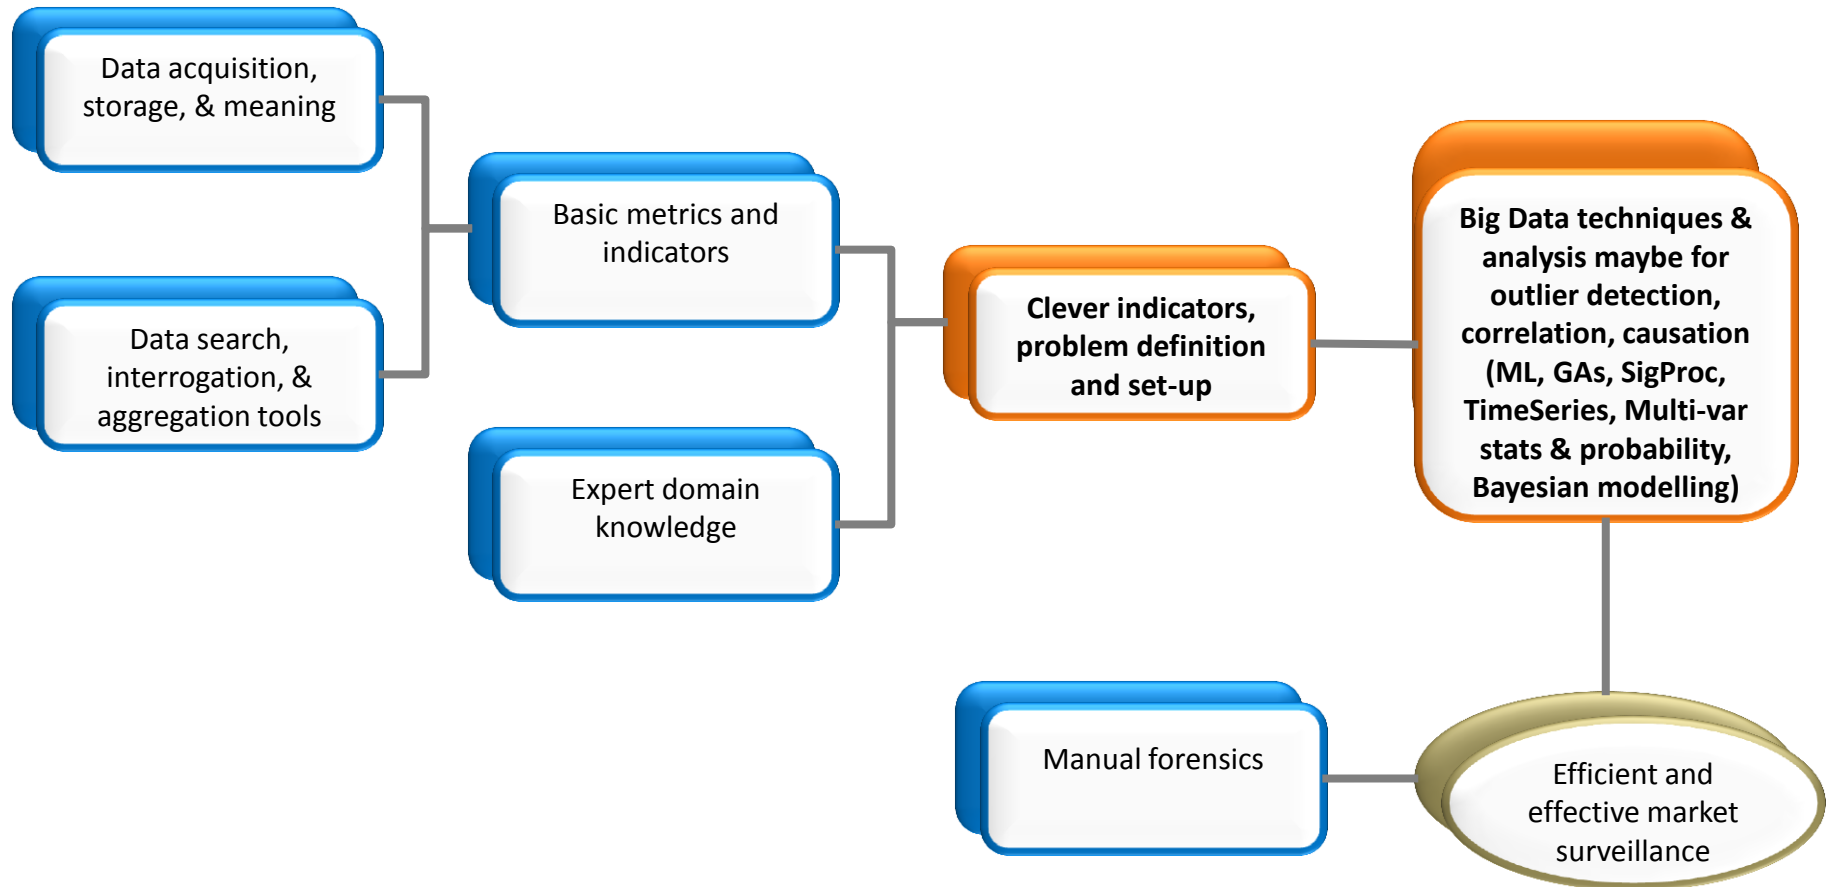 Data acquisition,
storage, & meaning
Data search,
interrogation, &
aggregation tools
Basic metrics and
indicators
Expert domain
knowledge
Clever indicators,
problem definition
and set-up
Big Data techniques &
analysis maybe for
outlier detection,
correlation, causation
(ML, GAs, SigProc,
TimeSeries, Multi-var
stats & probability,
Bayesian modelling)
Manual forensics
Efficient and
effective market
surveillance